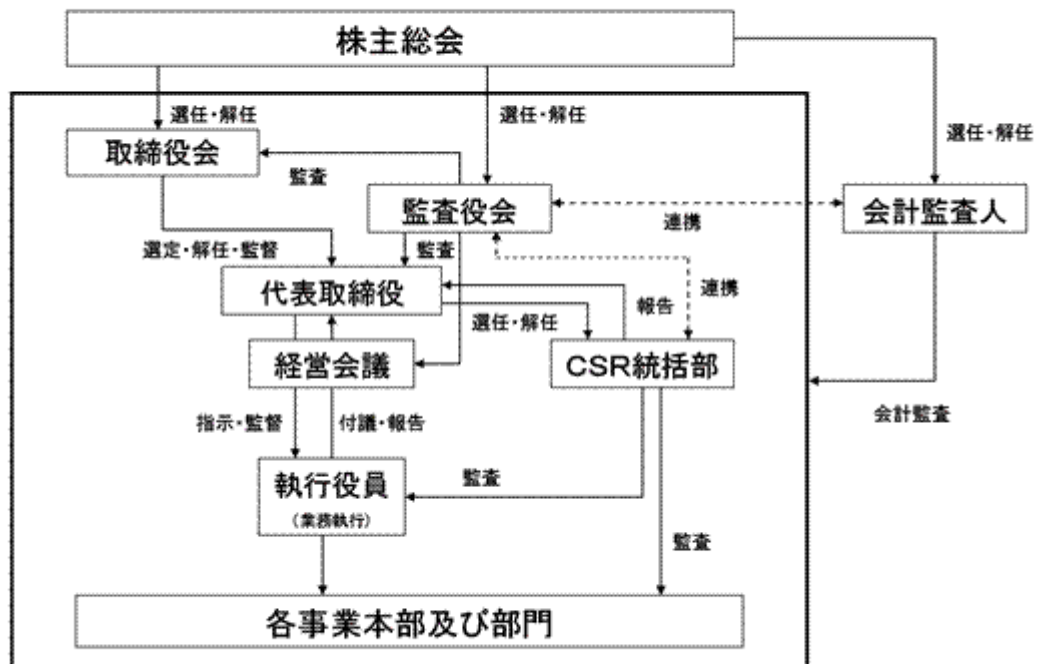 株主総会
選任・解任
選任・解任
選任・解任
取締役会
監査
監査役会
連携
会計監査人
選定・解任・監督
監査
連携
代表取締役
報告
選任・解任
経営会議
CSR統括部
会計監査
指示・監督
付議・報告
執行役員
(業務執行)
監査
監査
各事業本部及び部門